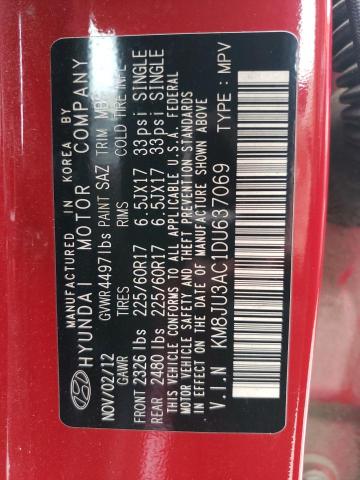 MANUFACTURED IN KOREA BY
HYUNDAI MOTOR COMPANY
NOV/02/12 GVWR 4497 lbs PAINT SAZ TRIM
GAWR TIRES RIMS COLD TIRE INFL
FRONT 2326 lbs 225/60R17 6.5JX17 33psi SINGLE
REAR 2480 lbs 225/60R17 6.5JX17 33psi SINGLE
THIS VEHICLE CONFORMS TO ALL APPLICABLE U.S.A. FEDERAL
MOTOR VEHICLE SAFETY AND THEFT PREVENTION STANDARDS
IN EFFECT ON THE DATE OF MANUFACTURE SHOWN ABOVE.
V.I.N KM8JU3AC1DU637069 TYPE: MPV